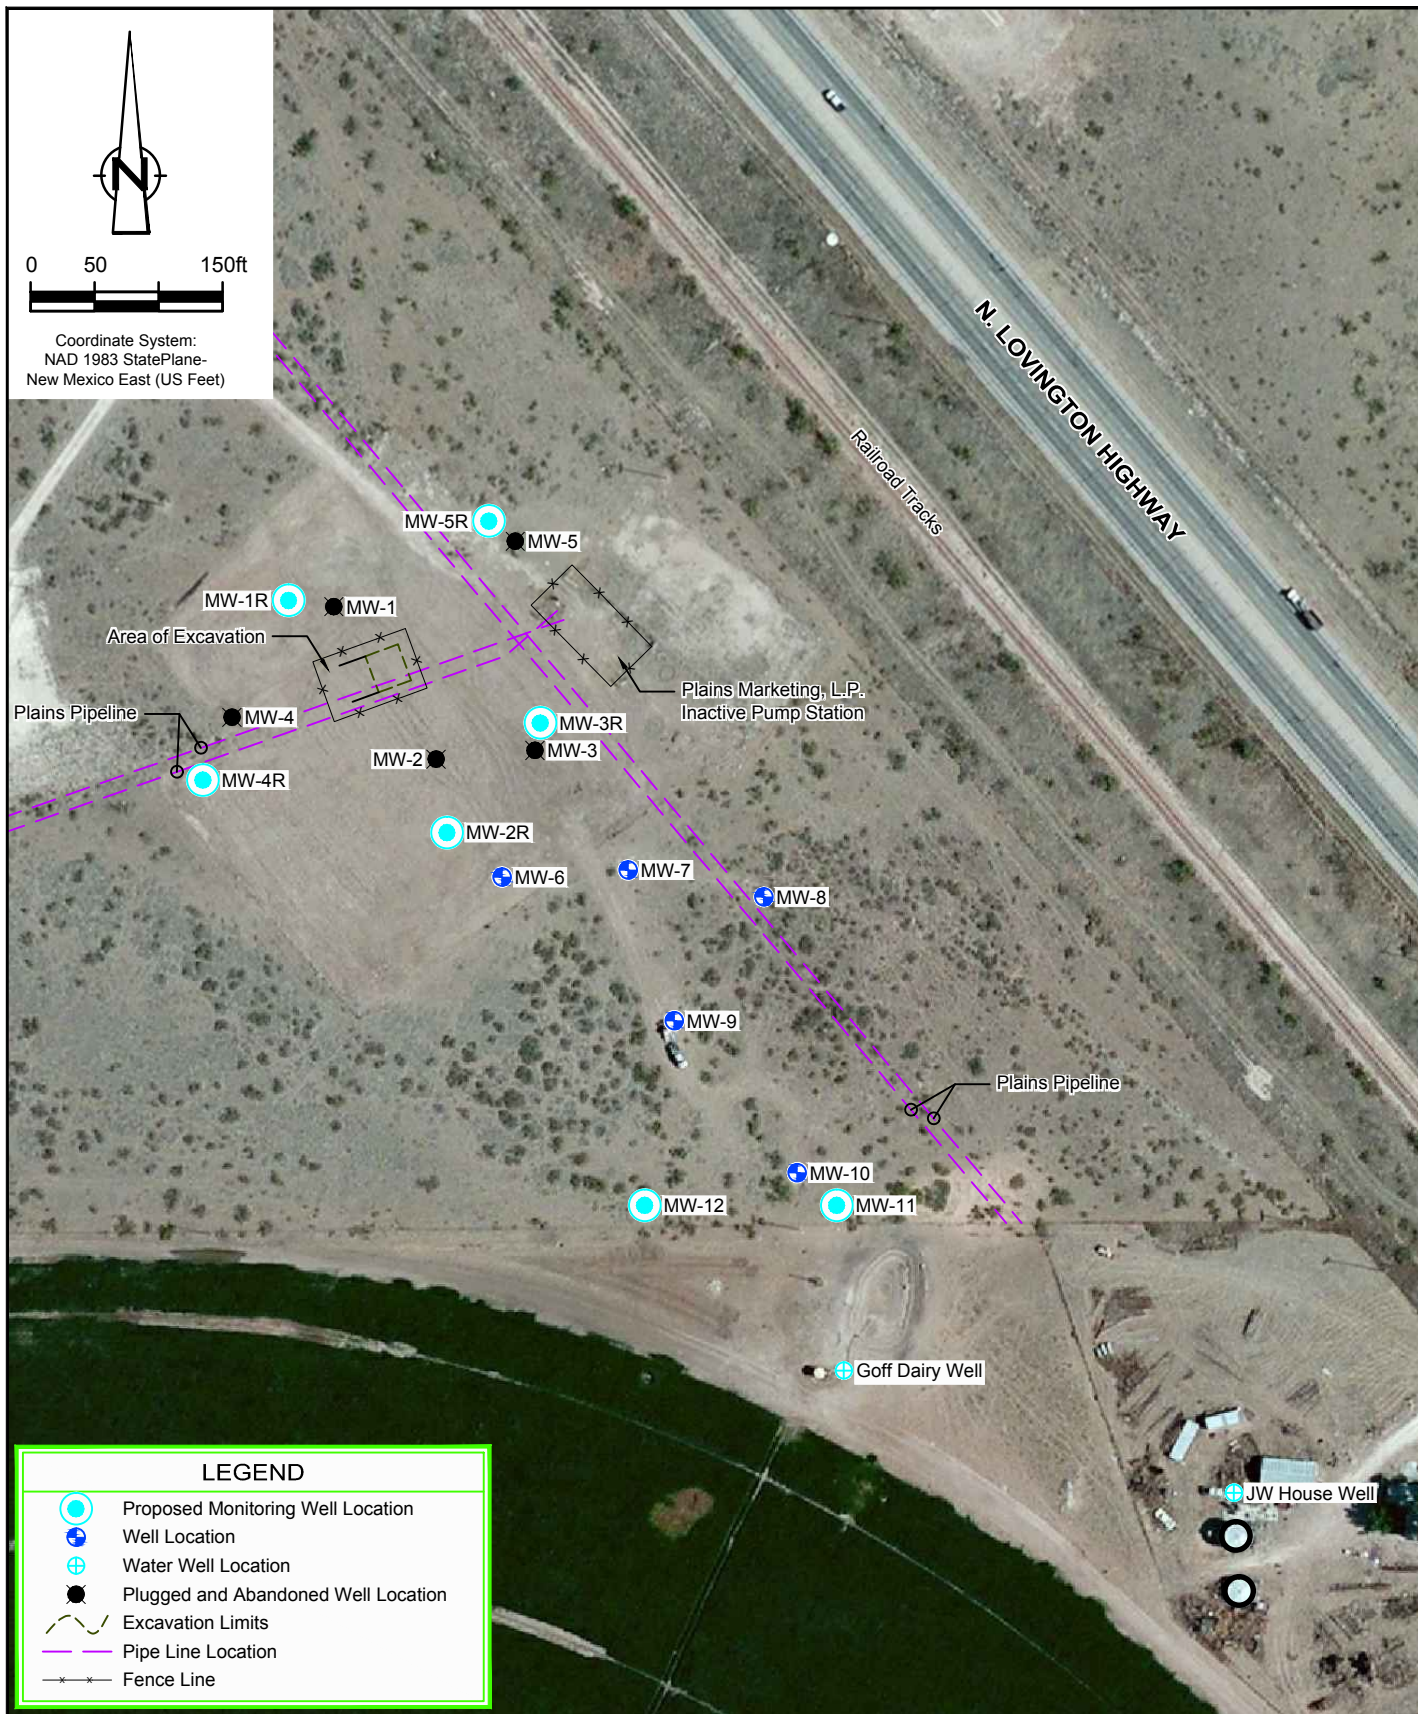 N
0 50 150ft
Coordinate System:
NAD 1983 StatePlane-
New Mexico East (US Feet)
N. LOVINGTON HIGHWAY
Railroad Tracks
MW-5R
MW-5
MW-1R
MW-1
Area of Excavation
Plains Marketing, L.P.
Inactive Pump Station
Plains Pipeline
MW-4
MW-3R
MW-3
MW-2
MW-4R
MW-2R
MW-6
MW-7
MW-8
MW-9
Plains Pipeline
MW-10
MW-12
MW-11
Goff Dairy Well
JW House Well
LEGEND
Proposed Monitoring Well Location
Well Location
Water Well Location
Plugged and Abandoned Well Location
Excavation Limits
Pipe Line Location
Fence Line